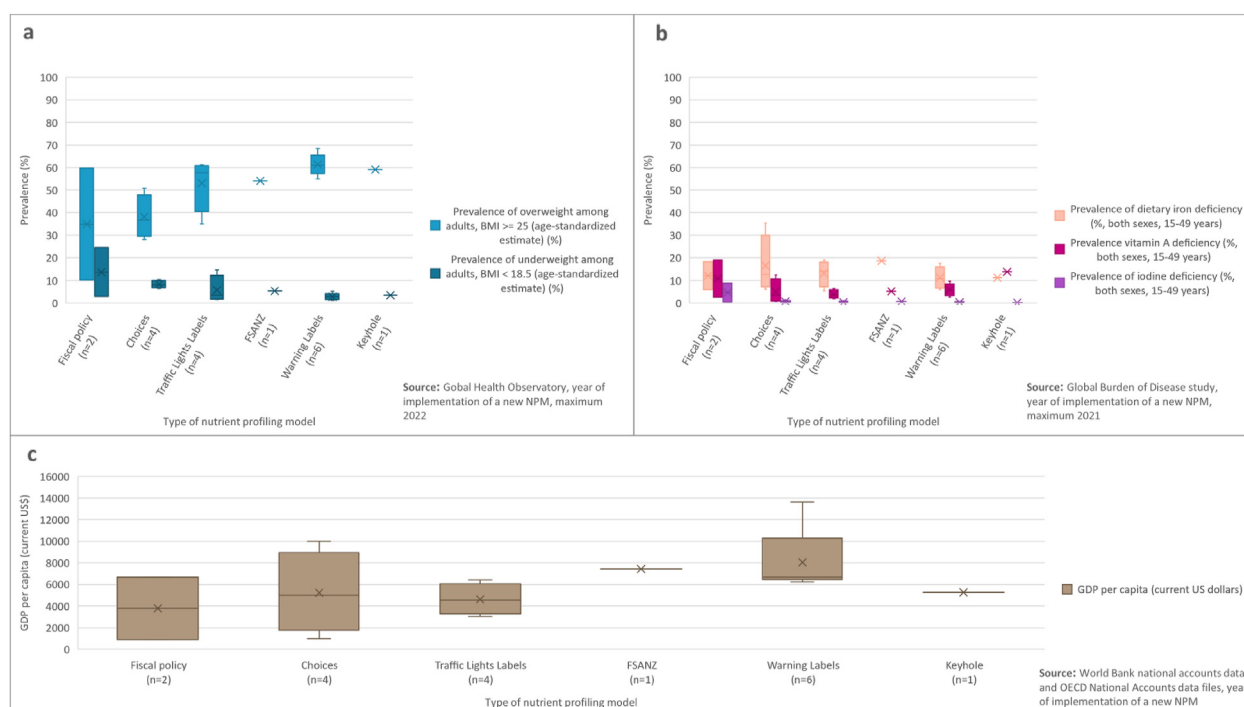 a
100
90
80
70
60
50
40
30
20
10
0
Prevalence (%)
Fiscal policy
(n=2)
Choices
(n=4)
Traffic Lights Labels
(n=4)
FSANZ
(n=1)
Warning Labels
(n=6)
Keyhole
(n=1)
Type of nutrient profiling model
Prevalence of overweight among
adults, BMI >= 25 (age-standardized
estimate) (%)
Prevalence of underweight among
adults, BMI < 18.5 (age-standardized
estimate) (%)
Source: Gobal Health Observatory, year of
implementation of a new NPM, maximum
2022
b
100
90
80
70
60
50
40
30
20
10
0
Prevalence (%)
Fiscal policy
(n=2)
Choices
(n=4)
Traffic Lights Labels
(n=4)
FSANZ
(n=1)
Warning Labels
(n=6)
Keyhole
(n=1)
Type of nutrient profiling model
Prevalence of dietary iron deficiency
(%, both sexes, 15-49 years)
Prevalence vitamin A deficiency (%,
both sexes, 15-49 years)
Prevalence of iodine deficiency (%,
both sexes, 15-49 years)
Source: Global Burden of Disease study,
year of implementation of a new NPM,
maximum 2021
c
16000
14000
12000
10000
8000
6000
4000
2000
0
GDP per capita (current US$)
Fiscal policy
(n=2)
Choices
(n=4)
Traffic Lights Labels
(n=4)
FSANZ
(n=1)
Warning Labels
(n=6)
Keyhole
(n=1)
Type of nutrient profiling model
GDP per capita (current US dollars)
Source: World Bank national accounts data
and OECD National Accounts data files, yea
of implementation of a new NPM